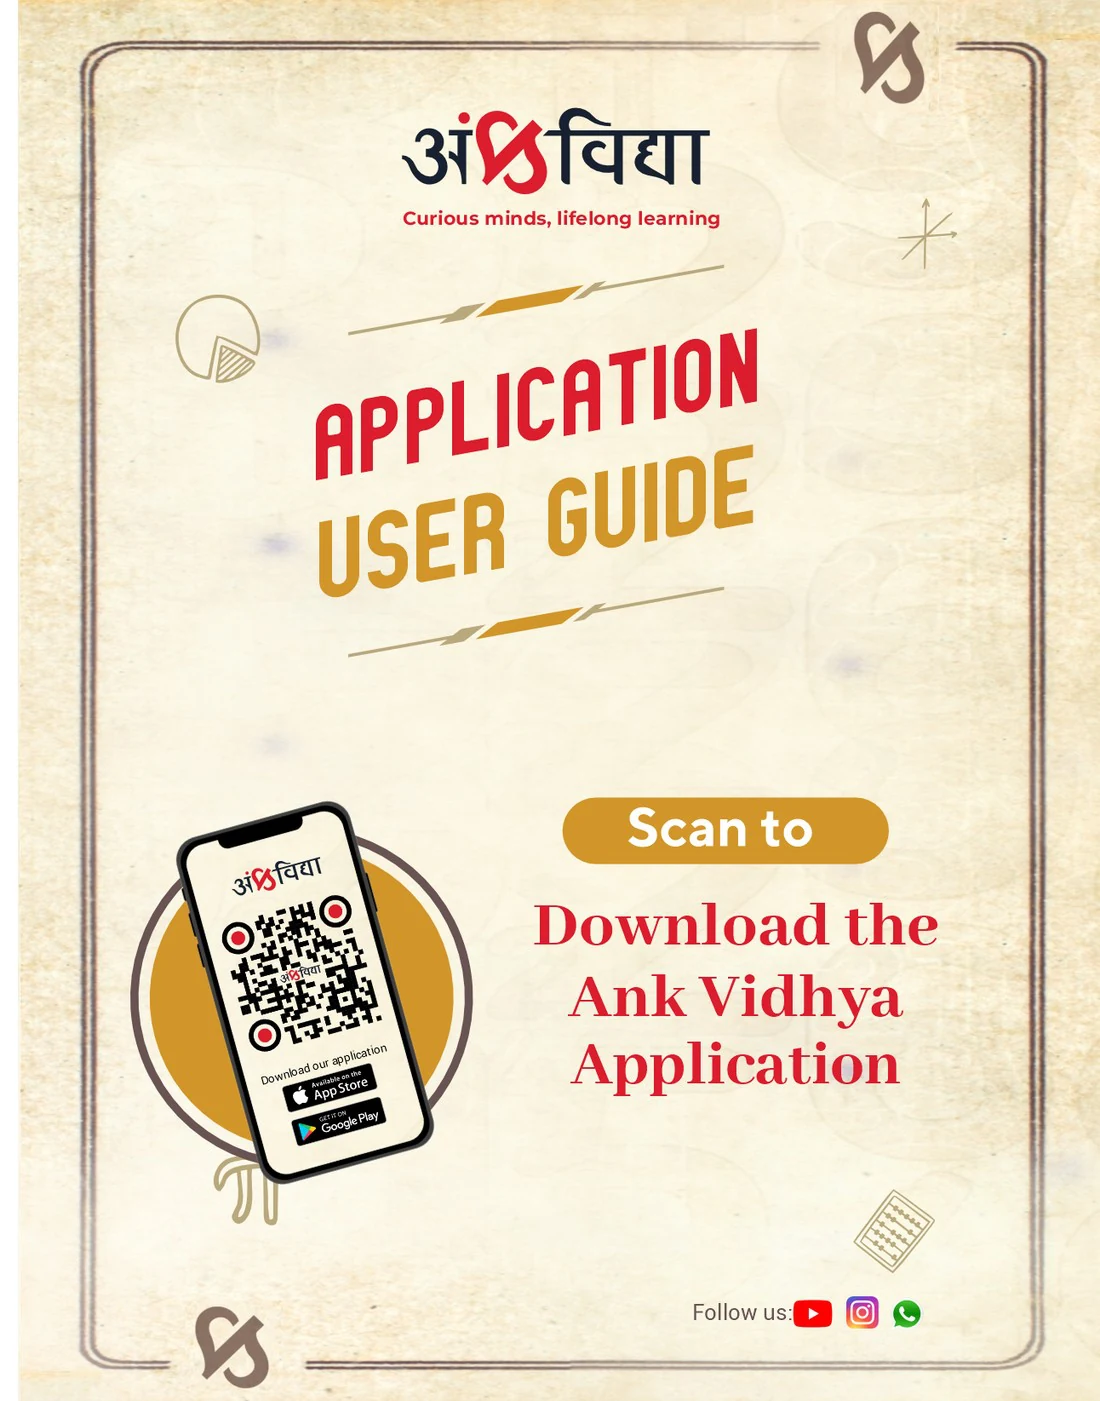 अंकविद्या
Curious minds, lifelong learning
APPLICATION
USER GUIDE
अंकविद्या
अंकविद्या
Download our application
Available on the
App Store
GET IT ON
Google Play
Scan to
Download the
Ank Vidhya
Application
Follow us: